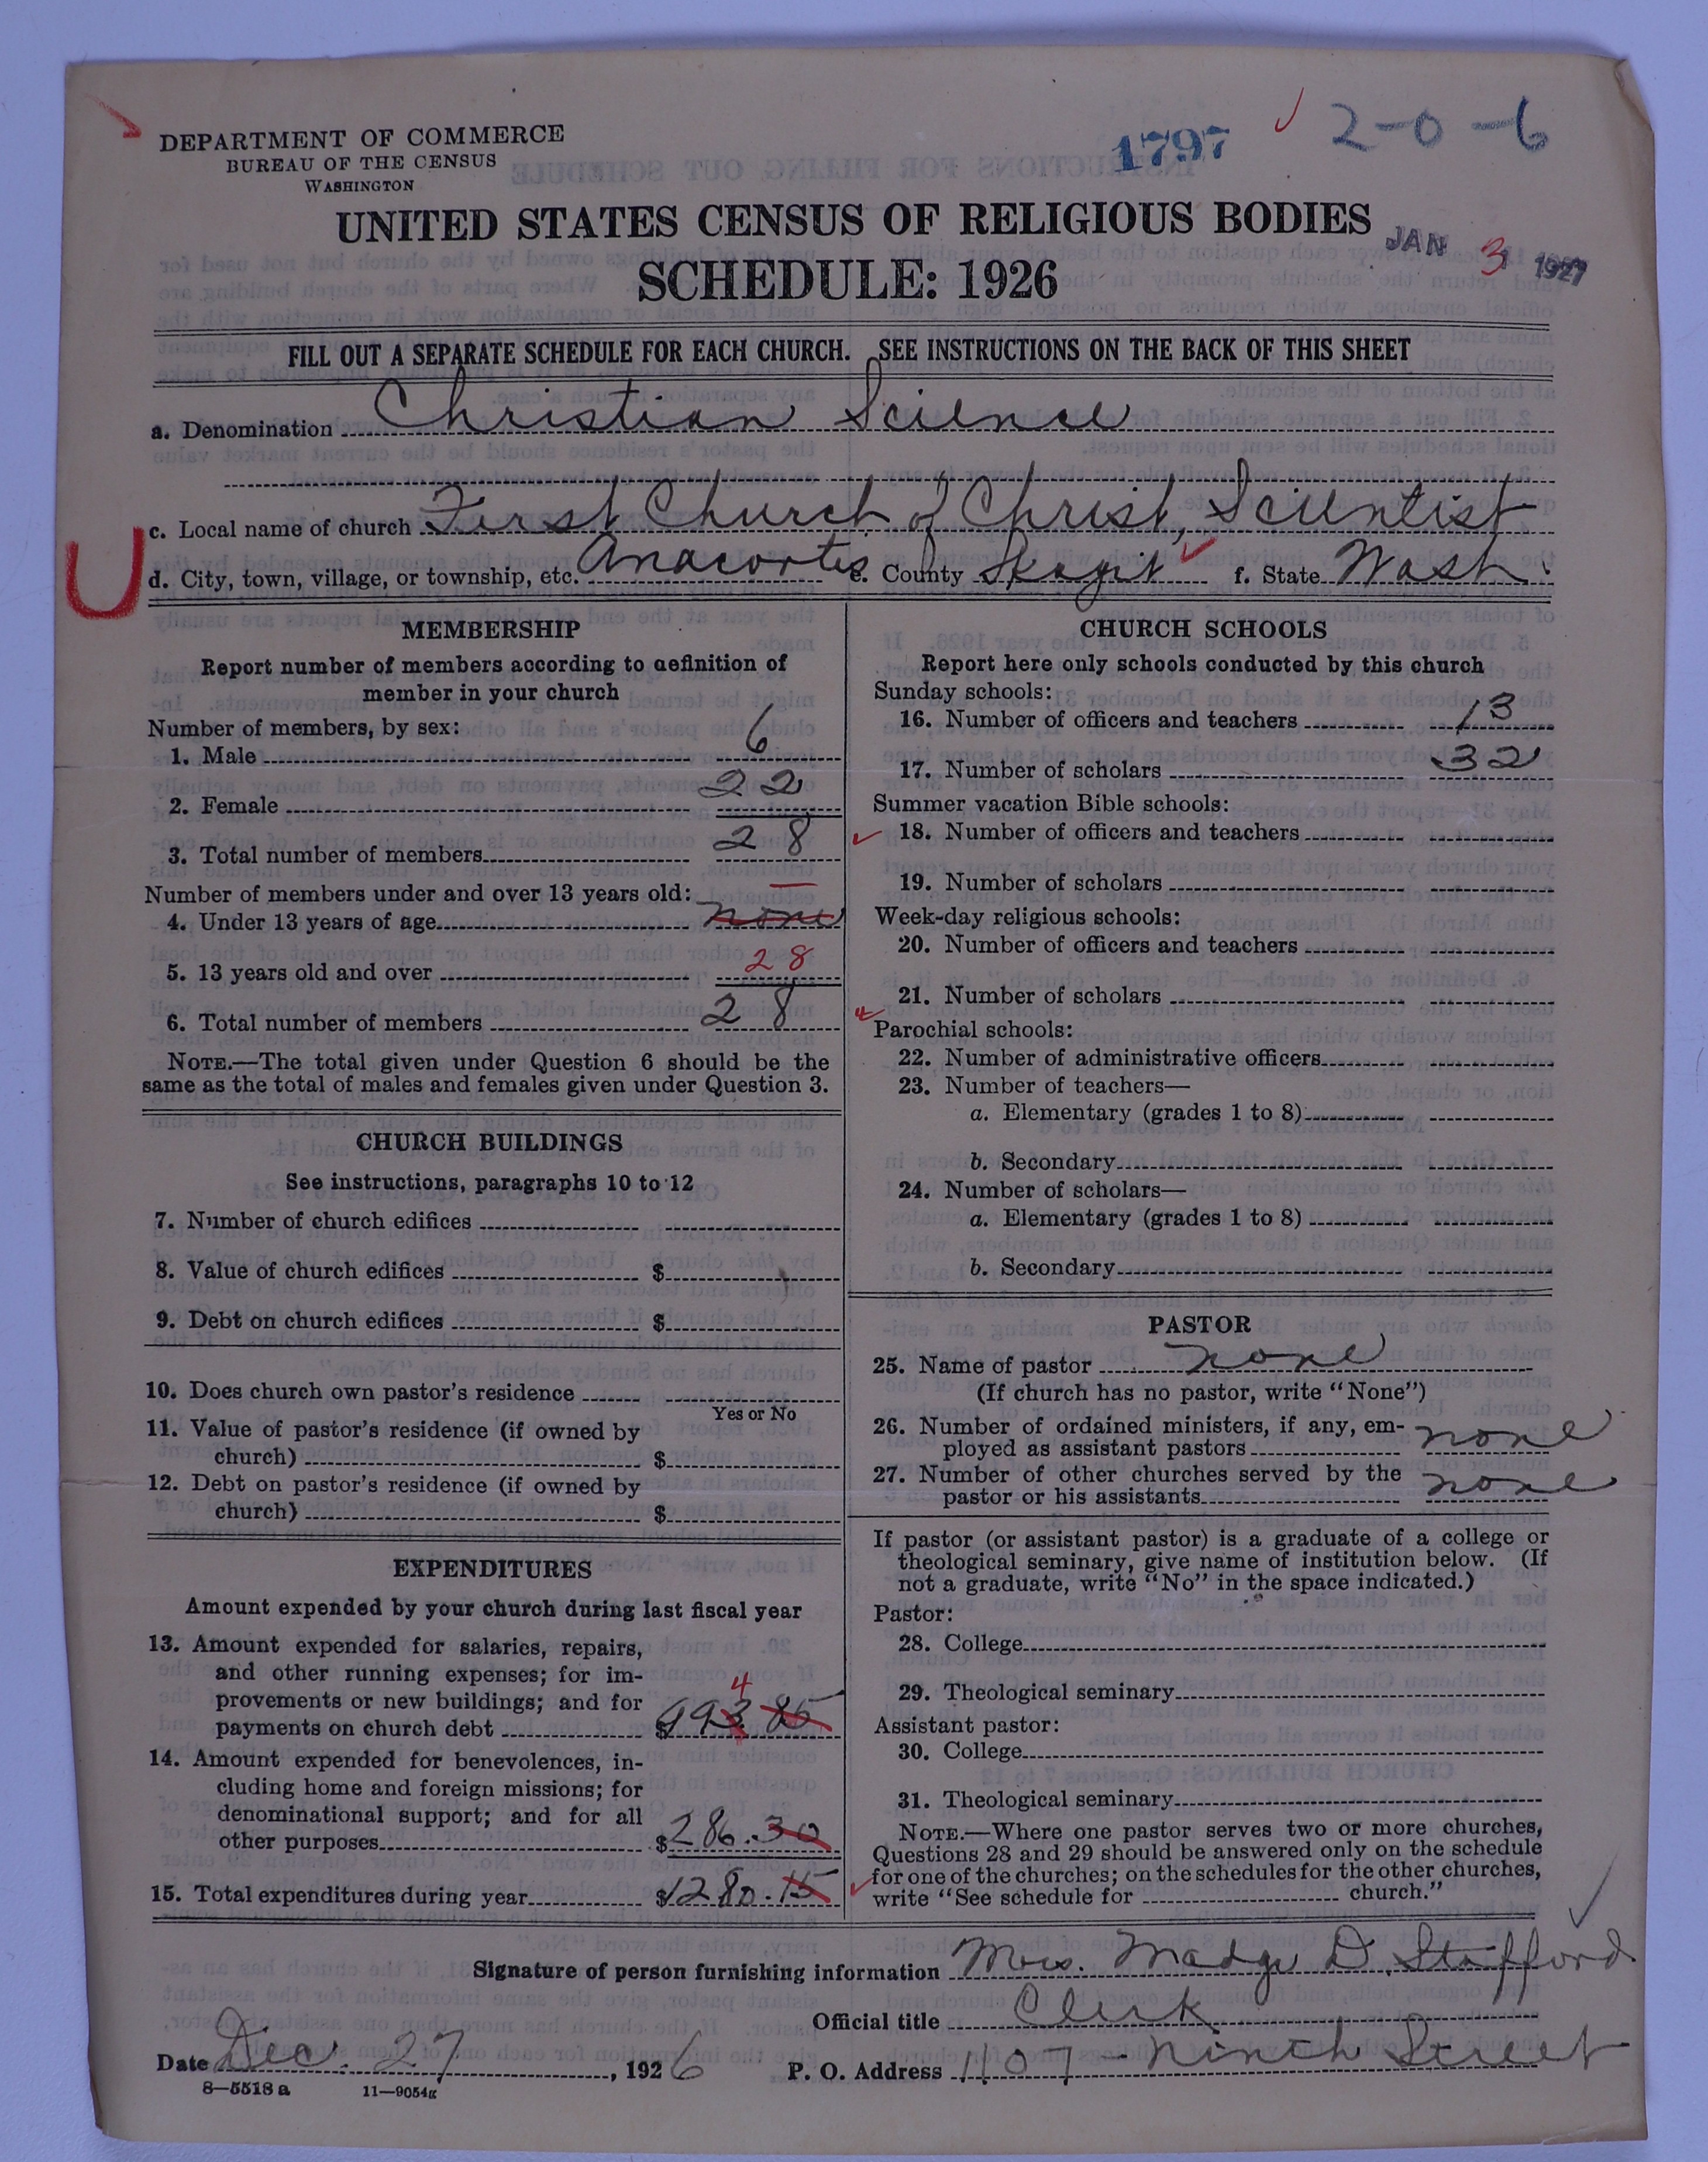 DEPARTMENT OF COMMERCE
BUREAU OF THE CENSUS
WASHINGTON
1797
2-0-6
UNITED STATES CENSUS OF RELIGIOUS BODIES
SCHEDULE: 1926
JAN 3 1927
FILL OUT A SEPARATE SCHEDULE FOR EACH CHURCH. SEE INSTRUCTIONS ON THE BACK OF THIS SHEET
a. Denomination Christian Science
c. Local name of church First Church of Christ, Scientist
d. City, town, village, or township, etc. Anacortes e. County Skagit f. State Wash.
MEMBERSHIP
Report number of members according to definition of
member in your church
Number of members, by sex:
1. Male 6
2. Female 22
3. Total number of members 28
Number of members under and over 13 years old:
4. Under 13 years of age none —
5. 13 years old and over 28
6. Total number of members 28
NOTE.—The total given under Question 6 should be the
same as the total of males and females given under Question 3.
CHURCH BUILDINGS
See instructions, paragraphs 10 to 12
7. Number of church edifices
8. Value of church edifices $
9. Debt on church edifices $
10. Does church own pastor's residence
Yes or No
11. Value of pastor's residence (if owned by
church) $
12. Debt on pastor's residence (if owned by
church) $
EXPENDITURES
Amount expended by your church during last fiscal year
13. Amount expended for salaries, repairs,
and other running expenses; for im-
provements or new buildings; and for
4
payments on church debt $993 85
14. Amount expended for benevolences, in-
cluding home and foreign missions; for
denominational support; and for all
other purposes $286.30
15. Total expenditures during year $1280.15
CHURCH SCHOOLS
Report here only schools conducted by this church
Sunday schools:
16. Number of officers and teachers 13
17. Number of scholars 32
Summer vacation Bible schools:
18. Number of officers and teachers
19. Number of scholars
Week-day religious schools:
20. Number of officers and teachers
21. Number of scholars
Parochial schools:
22. Number of administrative officers
23. Number of teachers—
a. Elementary (grades 1 to 8)
b. Secondary
24. Number of scholars—
a. Elementary (grades 1 to 8)
b. Secondary
PASTOR
25. Name of pastor none
(If church has no pastor, write "None")
26. Number of ordained ministers, if any, em-
ployed as assistant pastors none
27. Number of other churches served by the
pastor or his assistants none
If pastor (or assistant pastor) is a graduate of a college or
theological seminary, give name of institution below. (If
not a graduate, write "No" in the space indicated.)
Pastor:
28. College
29. Theological seminary
Assistant pastor:
30. College
31. Theological seminary
NOTE.—Where one pastor serves two or more churches,
Questions 28 and 29 should be answered only on the schedule
for one of the churches; on the schedules for the other churches,
write "See schedule for church."
Signature of person furnishing information Mrs. Madge D. Stafford
Official title Clerk
Date Dec. 27, 1926 P. O. Address 1107 - Ninth Street
8—5518 a 11—9054a